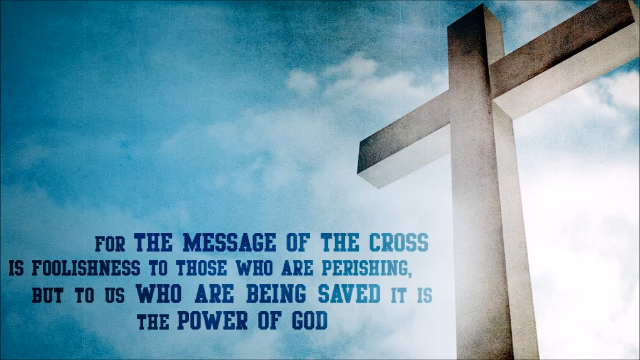 FOR THE MESSAGE OF THE CROSS
IS FOOLISHNESS TO THOSE WHO ARE PERISHING,
BUT TO US WHO ARE BEING SAVED IT IS
THE POWER OF GOD